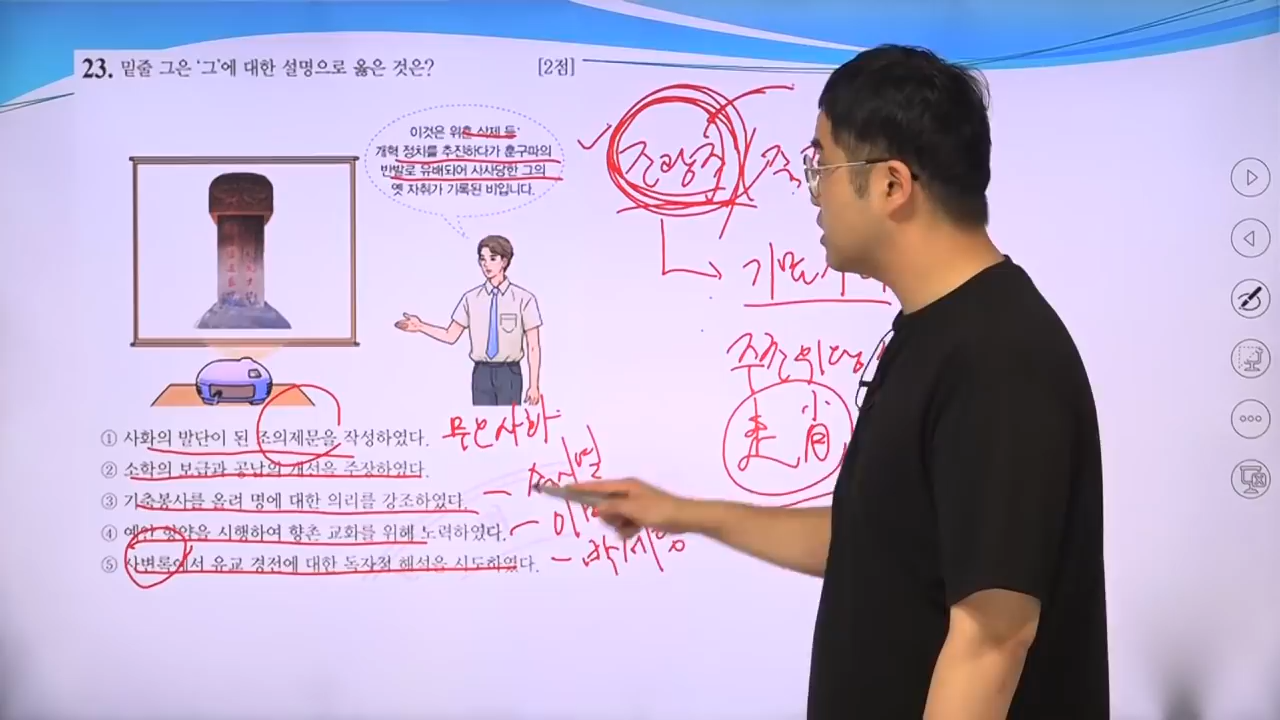 23. 밑줄 그은 '그'에 대한 설명으로 옳은 것은? [2점]
이것은 위훈 삭제 등
개혁 정치를 추진하다가 훈구파의
반발로 유배되어 사사당한 그의
옛 자취가 기록된 비입니다.
① 사화의 발단이 된 조의제문을 작성하였다.
② 소학의 보급과 공납의 개선을 주장하였다.
③ 기축봉사를 올려 명에 대한 의리를 강조하였다.
④ 예안 향약을 시행하여 향촌 교화를 위해 노력하였다.
⑤ 사변록에서 유교 경전에 대한 독자적 해석을 시도하였다.
조광조
주초위왕
走肖
무오사화
송시열
박세당